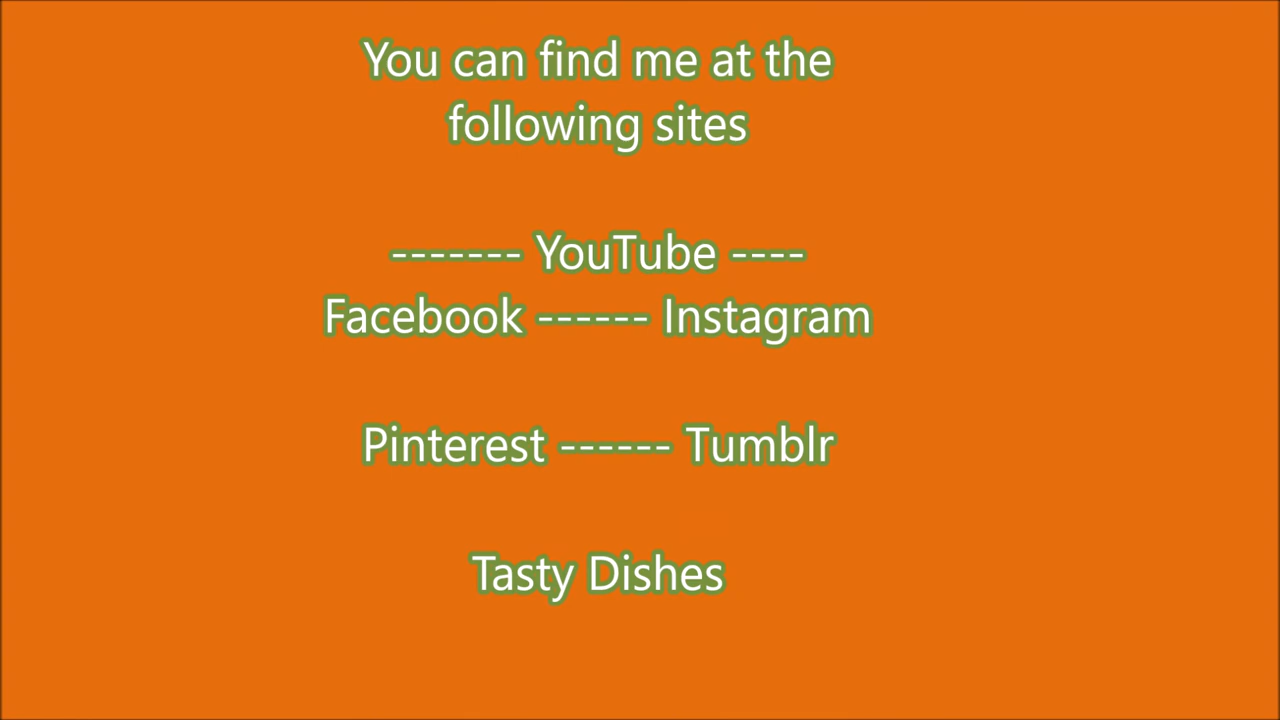 You can find me at the
following sites
------- YouTube ----
Facebook ------ Instagram
Pinterest ------ Tumblr
Tasty Dishes